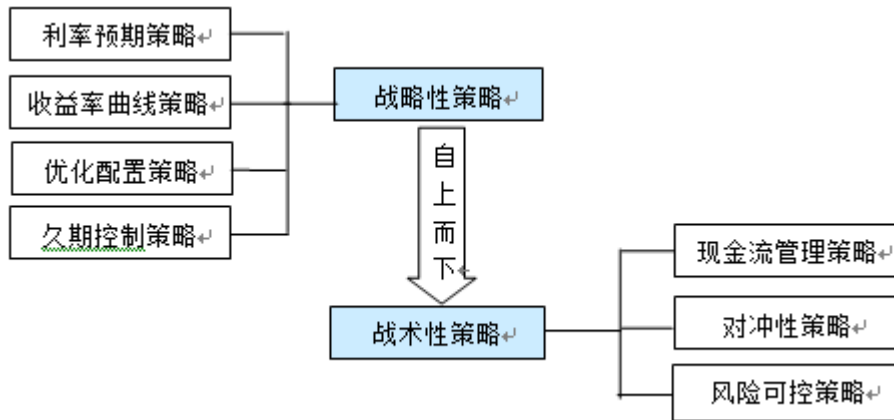 利率预期策略
收益率曲线策略
优化配置策略
久期控制策略
战略性策略
自上而下
战术性策略
现金流管理策略
对冲性策略
风险可控策略